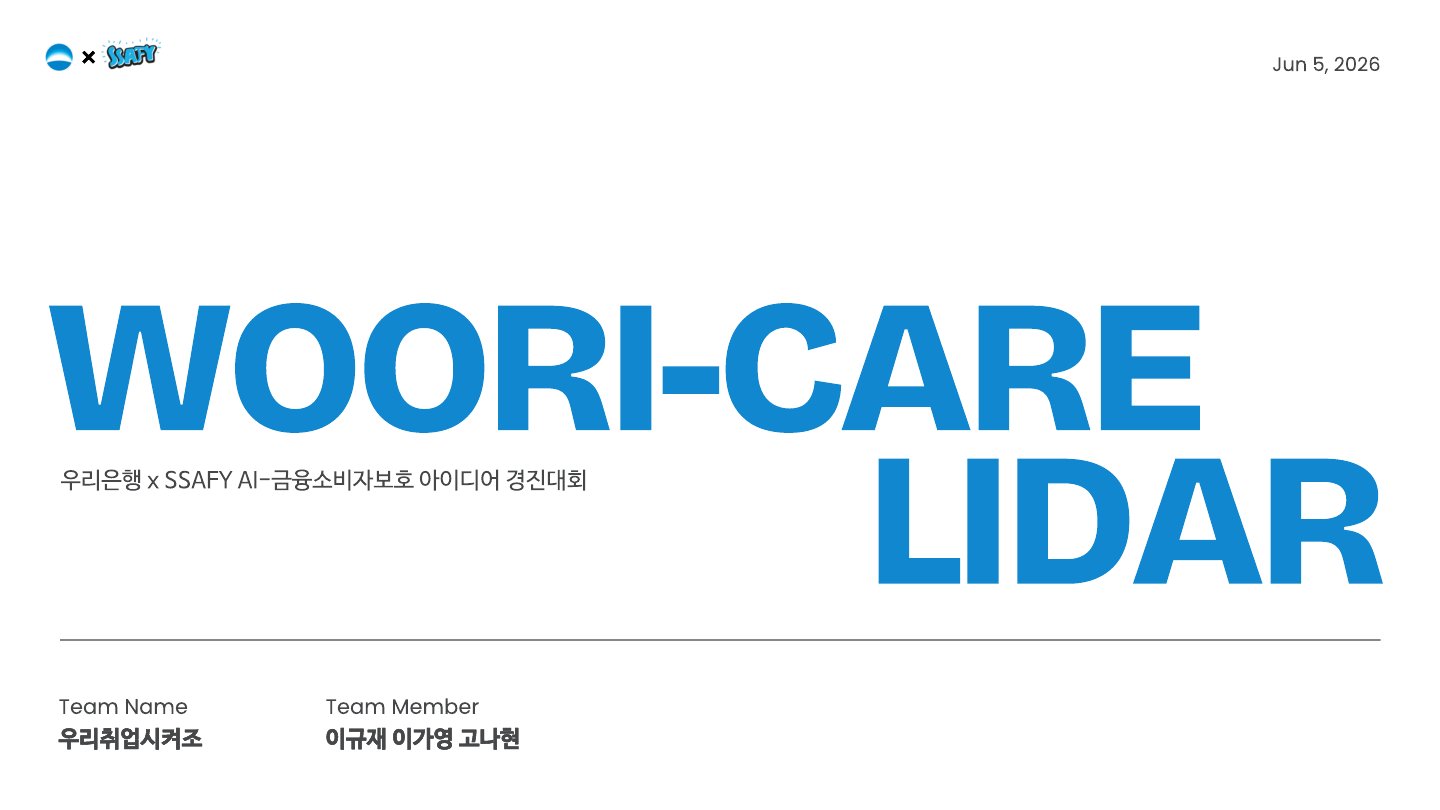 x SSAFY
Jun 5, 2026
WOORI-CARE
우리은행 x SSAFY AI-금융소비자보호 아이디어 경진대회
LIDAR
Team Name
우리취업시켜조
Team Member
이규재 이가영 고나현